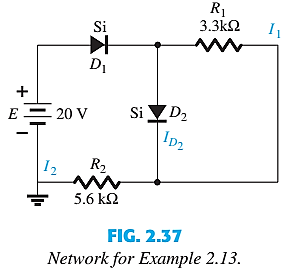 R₁
3.3kΩ
I₁
Si
D₁
+
E
20 V
−
Si
D₂
I_D₂
I₂
R₂
5.6 kΩ
FIG. 2.37
Network for Example 2.13.